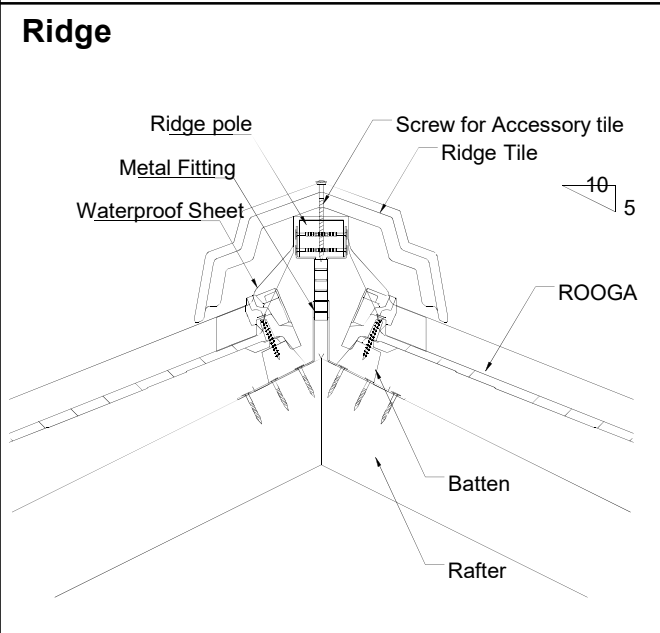 Ridge
Ridge pole
Screw for Accessory tile
Ridge Tile
Metal Fitting
10
5
Waterproof Sheet
ROOGA
Batten
Rafter